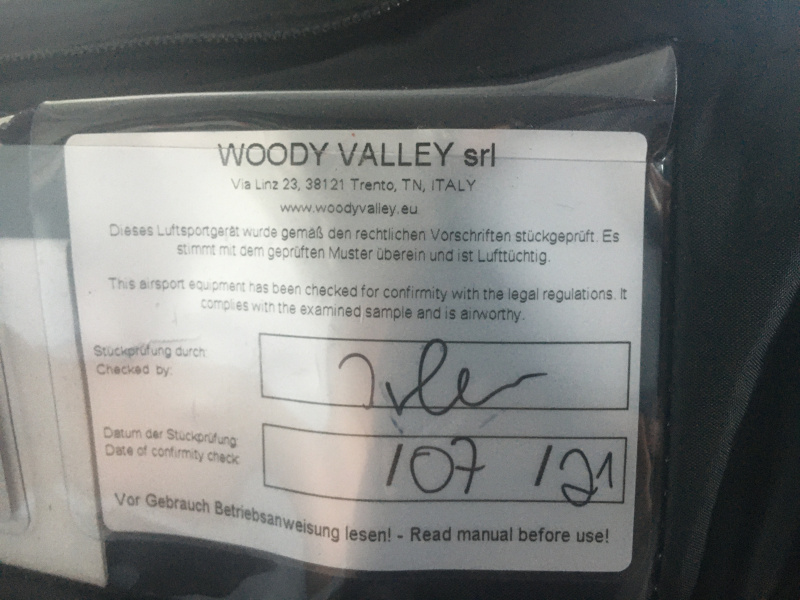 WOODY VALLEY srl
Via Linz 23, 38121 Trento, TN, ITALY
www.woodyvalley.eu
Dieses Luftsportgerät wurde gemäß den rechtlichen Vorschriften stückgeprüft. Es
stimmt mit dem geprüften Muster überein und ist Lufttüchtig.
This airsport equipment has been checked for confirmity with the legal regulations. It
complies with the examined sample and is airworthy.
Stückprüfung durch:
Checked by:
Datum der Stückprüfung:
Date of confirmity check:
/07 /21
Vor Gebrauch Betriebsanweisung lesen! - Read manual before use!